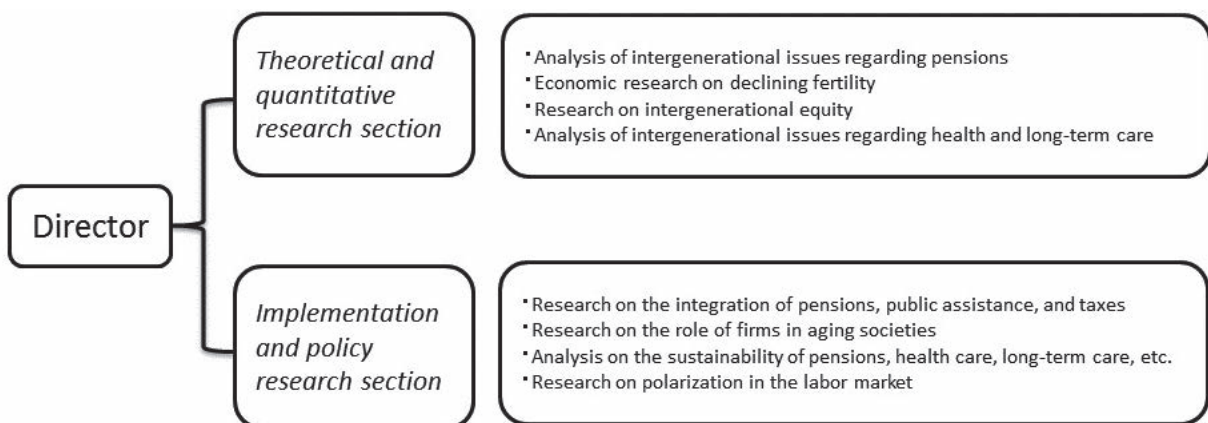 Director
Theoretical and
quantitative
research section
▪Analysis of intergenerational issues regarding pensions
▪Economic research on declining fertility
▪Research on intergenerational equity
▪Analysis of intergenerational issues regarding health and long-term care
Implementation
and policy
research section
▪Research on the integration of pensions, public assistance, and taxes
▪Research on the role of firms in aging societies
▪Analysis on the sustainability of pensions, health care, long-term care, etc.
▪Research on polarization in the labor market